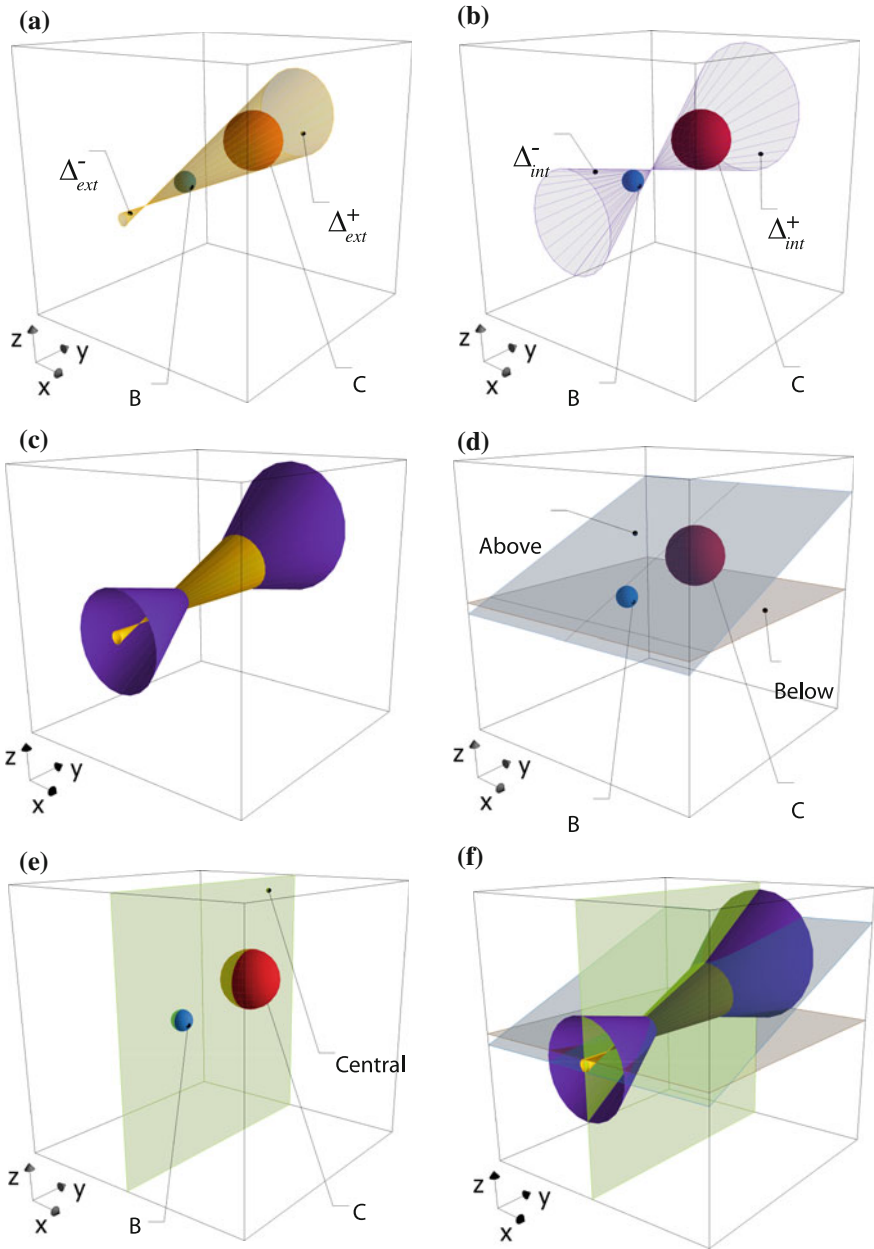 (a)
Δ⁻ext
Δ⁺ext
z
y
x
B
C
(b)
Δ⁻int
Δ⁺int
z
y
x
B
C
(c)
z
y
x
(d)
Above
Below
z
y
x
B
C
(e)
Central
z
y
x
B
C
(f)
z
y
x